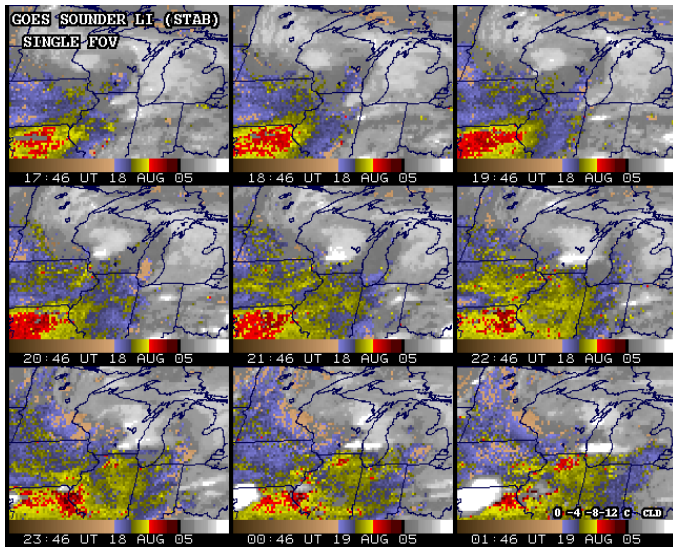 GOES SOUNDER LI (STAB)
SINGLE FOV
17:46 UT 18 AUG 05
18:46 UT 18 AUG 05
19:46 UT 18 AUG 05
20:46 UT 18 AUG 05
21:46 UT 18 AUG 05
22:46 UT 18 AUG 05
0 -4 -8-12 C CLD
23:46 UT 18 AUG 05
00:46 UT 19 AUG 05
01:46 UT 19 AUG 05